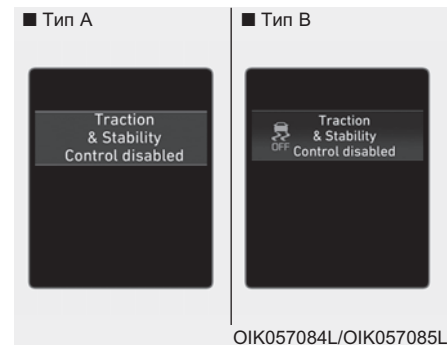 ■ Тип A
Traction
& Stability
Control disabled
■ Тип B
Traction
& Stability
OFF
Control disabled
OIK057084L/OIK057085L